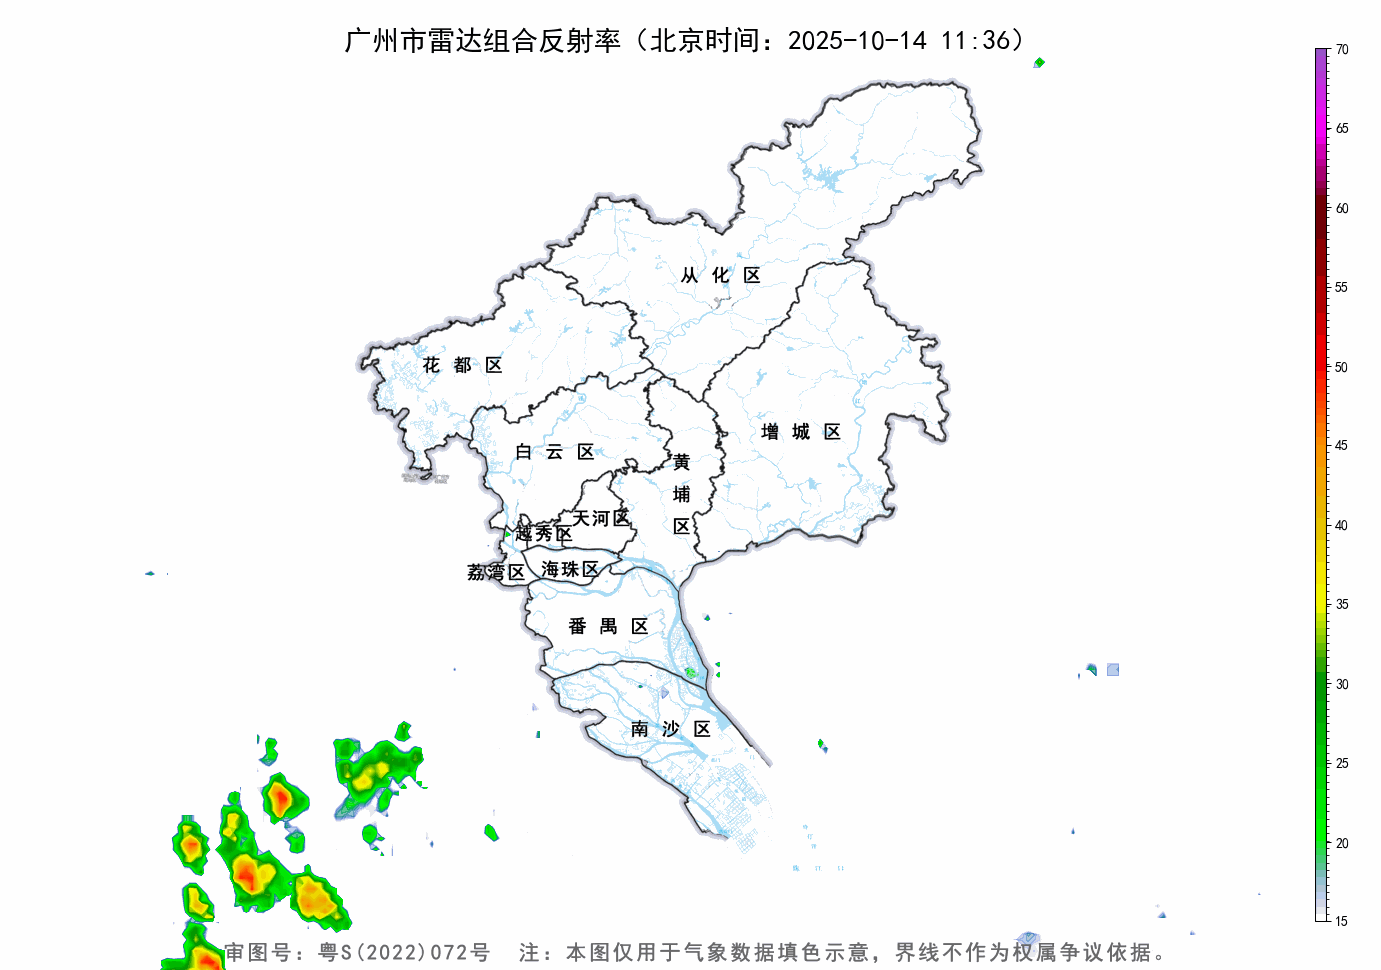 广州市雷达组合反射率（北京时间：2025-10-14 11:36）
70
65
60
55
50
45
40
35
30
25
20
15
从化区
花都区
增城区
白云区
黄埔区
天河区
越秀区
海珠区
荔湾区
番禺区
南沙区
审图号：粤S(2022)072号 注：本图仅用于气象数据填色示意，界线不作为权属争议依据。